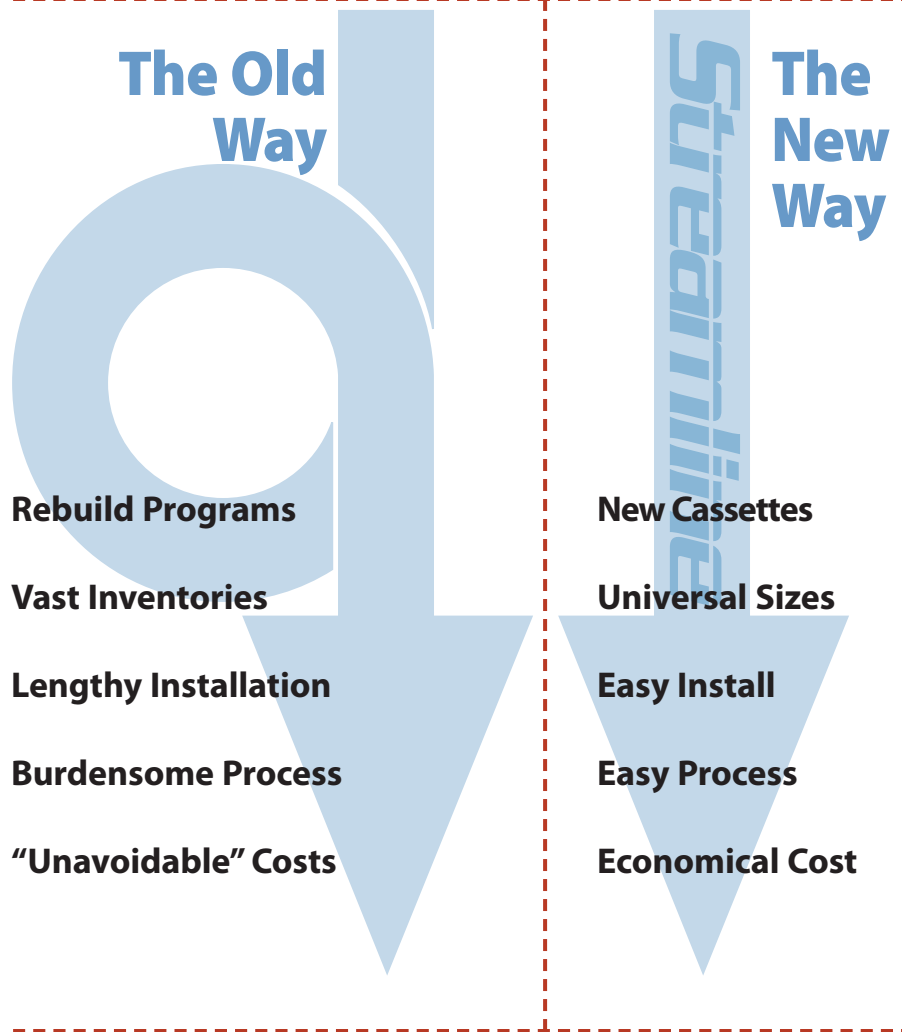 The Old
Way
Rebuild Programs
Vast Inventories
Lengthy Installation
Burdensome Process
“Unavoidable” Costs
Streamline
The
New
Way
New Cassettes
Universal Sizes
Easy Install
Easy Process
Economical Cost